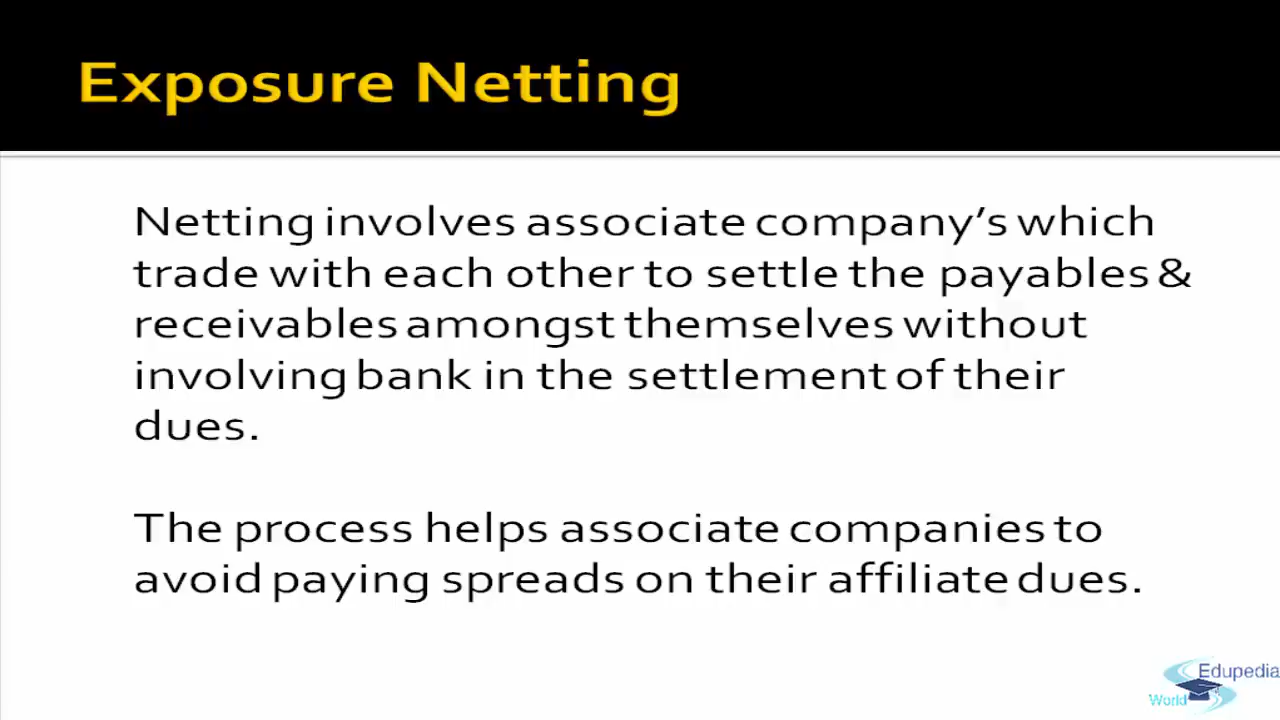 Exposure Netting
Netting involves associate company's which
trade with each other to settle the payables &
receivables amongst themselves without
involving bank in the settlement of their
dues.
The process helps associate companies to
avoid paying spreads on their affiliate dues.
Edupedia
World